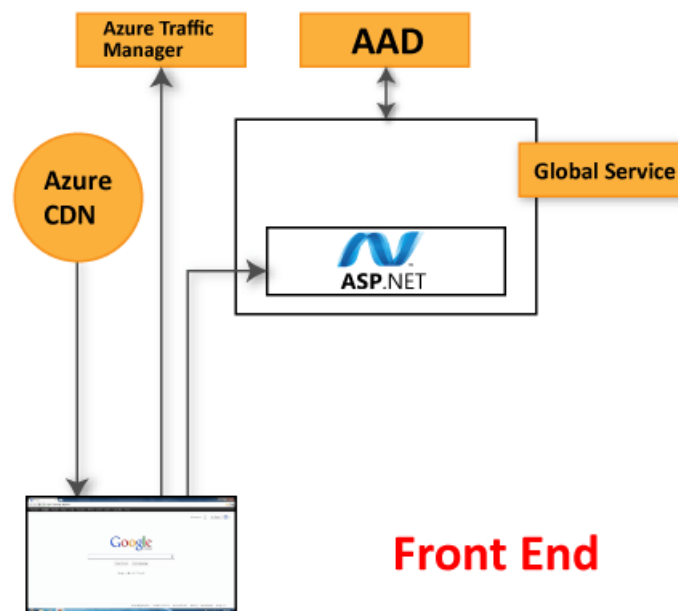 Azure Traffic
Manager
AAD
Azure
CDN
Global Service
ASP.NET
Google
Front End